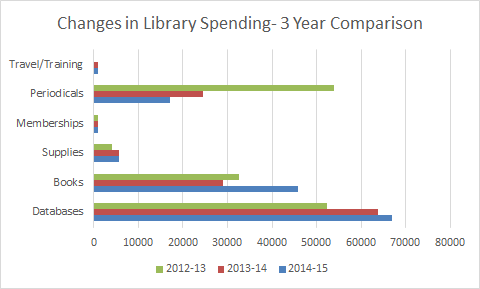 Changes in Library Spending- 3 Year Comparison
Travel/Training
Periodicals
Memberships
Supplies
Books
Databases
0 10000 20000 30000 40000 50000 60000 70000 80000
2012-13 2013-14 2014-15